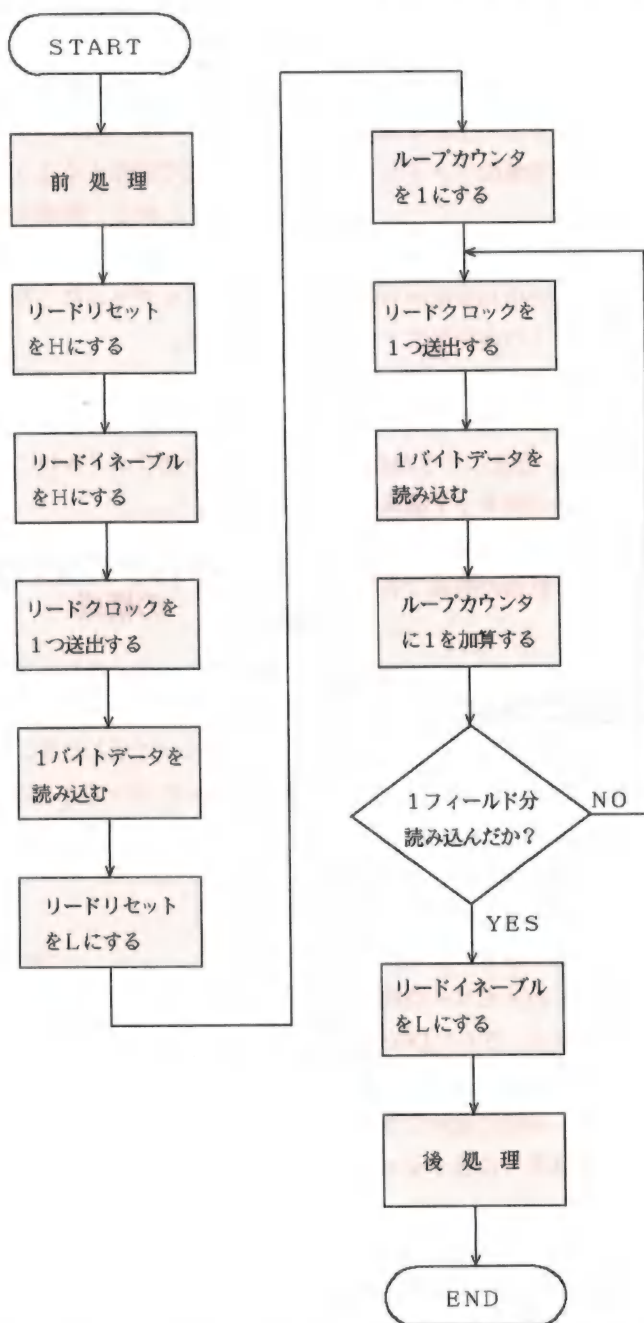 START
前処理
リードリセット
をHにする
リードイネーブル
をHにする
リードクロックを
1つ送出する
1バイトデータを
読み込む
リードリセット
をLにする
ループカウンタ
を1にする
リードクロックを
1つ送出する
1バイトデータを
読み込む
ループカウンタ
に1を加算する
1フィールド分
読み込んだか?
NO
YES
リードイネーブル
をLにする
後処理
END